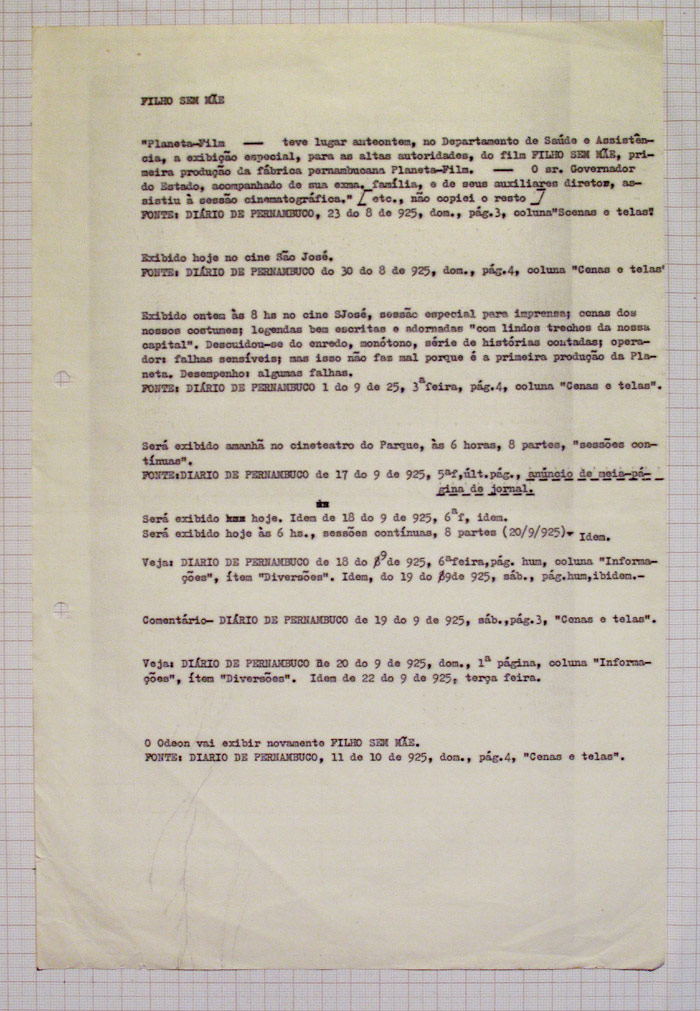 FILHO SEM MÃE
"Planeta-Film — teve lugar anteontem, no Departamento de Saúde e Assistên-
cia, a exibição especial, para as altas autoridades, do film FILHO SEM MÃE, pri-
meira produção da fábrica pernambucana Planeta-Film. — O sr. Governador
do Estado, acompanhado de sua exma. família, e de seus auxiliares diretos, as-
sistiu à sessão cinematográfica." [ etc., não copiei o resto ]
FONTE: DIÁRIO DE PERNAMBUCO, 23 do 8 de 925, dom., pág.3, coluna"Scenas e telas".
Exibido hoje no cine São José.
FONTE: DIÁRIO DE PERNAMBUCO do 30 do 8 de 925, dom., pág.4, coluna "Cenas e telas"
Exibido ontem às 8 hs no cine SJosé, sessão especial para imprensa; cenas dos
nossos costumes; legendas bem escritas e adornadas "com lindos trechos da nossa
capital". Descuidou-se do enredo, monótono, série de histórias contadas; opera-
dor: falhas sensíveis; mas isso não faz mal porque é a primeira produção da Pla-
neta. Desempenho: algumas falhas.
FONTE: DIÁRIO DE PERNAMBUCO 1 do 9 de 25, 3ªfeira, pág.4, coluna "Cenas e telas".
Será exibido amanhã no cineteatro do Parque, às 6 horas, 8 partes, "sessões con-
tínuas".
FONTE:DIARIO DE PERNAMBUCO de 17 do 9 de 925, 5ªf,últ.pág., anúncio de meia-pá-
gina de jornal.
Será exibido hoje. Idem de 18 do 9 de 925, 6ªf, idem.
Será exibido hoje às 6 hs., sessões contínuas, 8 partes (20/9/925). Idem.
Veja: DIARIO DE PERNAMBUCO de 18 do 9 de 925, 6ªfeira,pág. hum, coluna "Informa-
ções", ítem "Diversões". Idem, do 19 do 9de 925, sáb., pág.hum,ibidem.-
Comentário- DIÁRIO DE PERNAMBUCO de 19 do 9 de 925, sáb.,pág.3, "Cenas e telas".
Veja: DIÁRIO DE PERNAMBUCO de 20 do 9 de 925, dom., 1ª página, coluna "Informa-
ções", ítem "Diversões". Idem de 22 do 9 de 925, terça feira.
O Odeon vai exibir novamente FILHO SEM MÃE.
FONTE: DIARIO DE PERNAMBUCO, 11 de 10 de 925, dom., pág.4, "Cenas e telas".